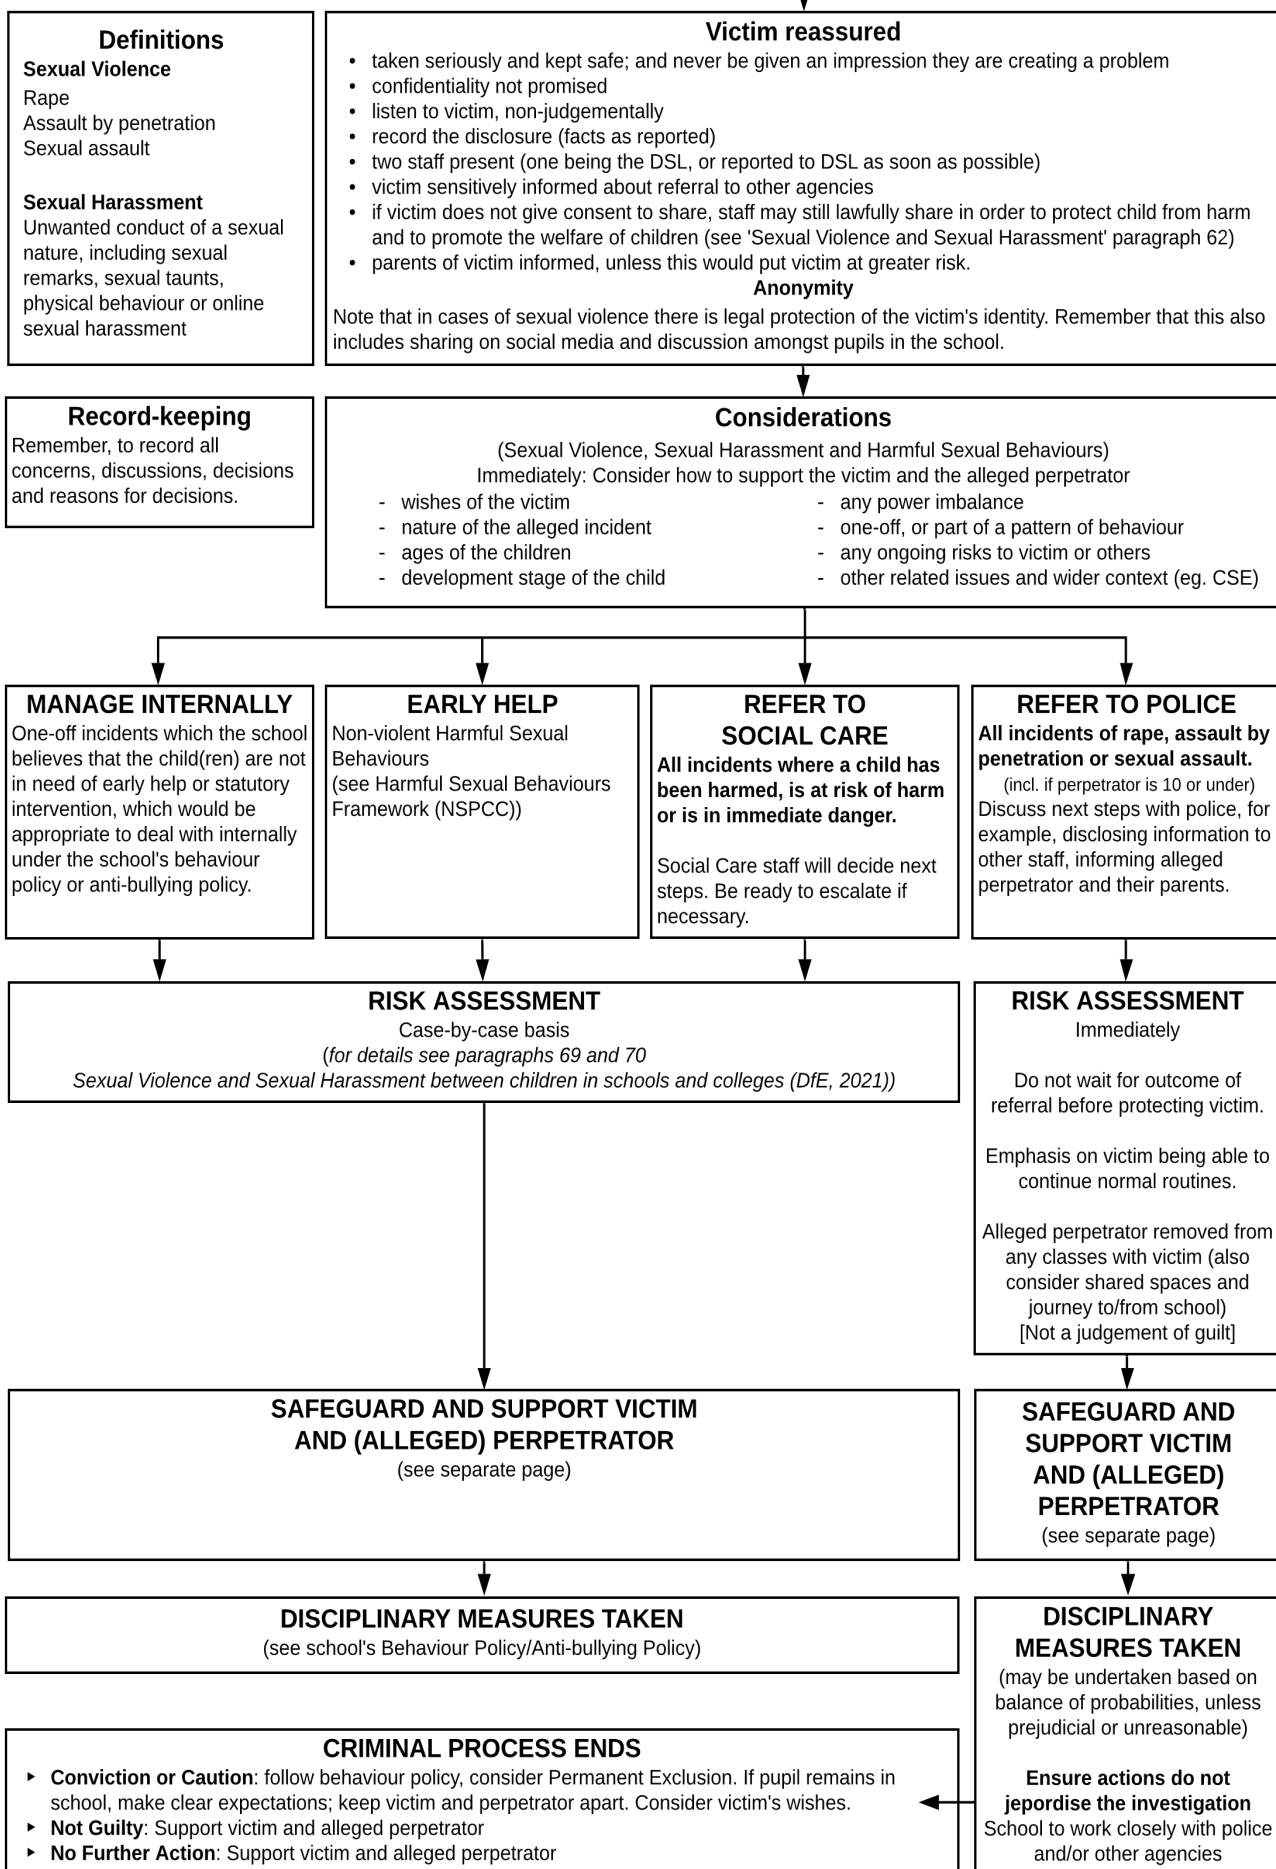 Definitions
Sexual Violence
Rape
Assault by penetration
Sexual assault
Sexual Harassment
Unwanted conduct of a sexual
nature, including sexual
remarks, sexual taunts,
physical behaviour or online
sexual harassment
Victim reassured
• taken seriously and kept safe; and never be given an impression they are creating a problem
• confidentiality not promised
• listen to victim, non-judgementally
• record the disclosure (facts as reported)
• two staff present (one being the DSL, or reported to DSL as soon as possible)
• victim sensitively informed about referral to other agencies
• if victim does not give consent to share, staff may still lawfully share in order to protect child from harm
and to promote the welfare of children (see 'Sexual Violence and Sexual Harassment' paragraph 62)
• parents of victim informed, unless this would put victim at greater risk.
Anonymity
Note that in cases of sexual violence there is legal protection of the victim's identity. Remember that this also
includes sharing on social media and discussion amongst pupils in the school.
Record-keeping
Remember, to record all
concerns, discussions, decisions
and reasons for decisions.
Considerations
(Sexual Violence, Sexual Harassment and Harmful Sexual Behaviours)
Immediately: Consider how to support the victim and the alleged perpetrator
- wishes of the victim
- nature of the alleged incident
- ages of the children
- development stage of the child
- any power imbalance
- one-off, or part of a pattern of behaviour
- any ongoing risks to victim or others
- other related issues and wider context (eg. CSE)
MANAGE INTERNALLY
One-off incidents which the school
believes that the child(ren) are not
in need of early help or statutory
intervention, which would be
appropriate to deal with internally
under the school's behaviour
policy or anti-bullying policy.
EARLY HELP
Non-violent Harmful Sexual
Behaviours
(see Harmful Sexual Behaviours
Framework (NSPCC))
REFER TO
SOCIAL CARE
All incidents where a child has
been harmed, is at risk of harm
or is in immediate danger.
Social Care staff will decide next
steps. Be ready to escalate if
necessary.
REFER TO POLICE
All incidents of rape, assault by
penetration or sexual assault.
(incl. if perpetrator is 10 or under)
Discuss next steps with police, for
example, disclosing information to
other staff, informing alleged
perpetrator and their parents.
RISK ASSESSMENT
Case-by-case basis
(for details see paragraphs 69 and 70
Sexual Violence and Sexual Harassment between children in schools and colleges (DfE, 2021))
RISK ASSESSMENT
Immediately
Do not wait for outcome of
referral before protecting victim.
Emphasis on victim being able to
continue normal routines.
Alleged perpetrator removed from
any classes with victim (also
consider shared spaces and
journey to/from school)
[Not a judgement of guilt]
SAFEGUARD AND SUPPORT VICTIM
AND (ALLEGED) PERPETRATOR
(see separate page)
SAFEGUARD AND
SUPPORT VICTIM
AND (ALLEGED)
PERPETRATOR
(see separate page)
DISCIPLINARY MEASURES TAKEN
(see school's Behaviour Policy/Anti-bullying Policy)
DISCIPLINARY
MEASURES TAKEN
(may be undertaken based on
balance of probabilities, unless
prejudicial or unreasonable)
Ensure actions do not
jepordise the investigation
School to work closely with police
and/or other agencies
CRIMINAL PROCESS ENDS
‣ Conviction or Caution: follow behaviour policy, consider Permanent Exclusion. If pupil remains in
school, make clear expectations; keep victim and perpetrator apart. Consider victim's wishes.
‣ Not Guilty: Support victim and alleged perpetrator
‣ No Further Action: Support victim and alleged perpetrator